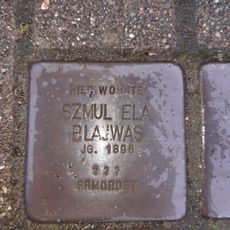 HIER WOHNTE
SZMUL ELA
BLAJWAS
JG. 1898
???
ERMORDET